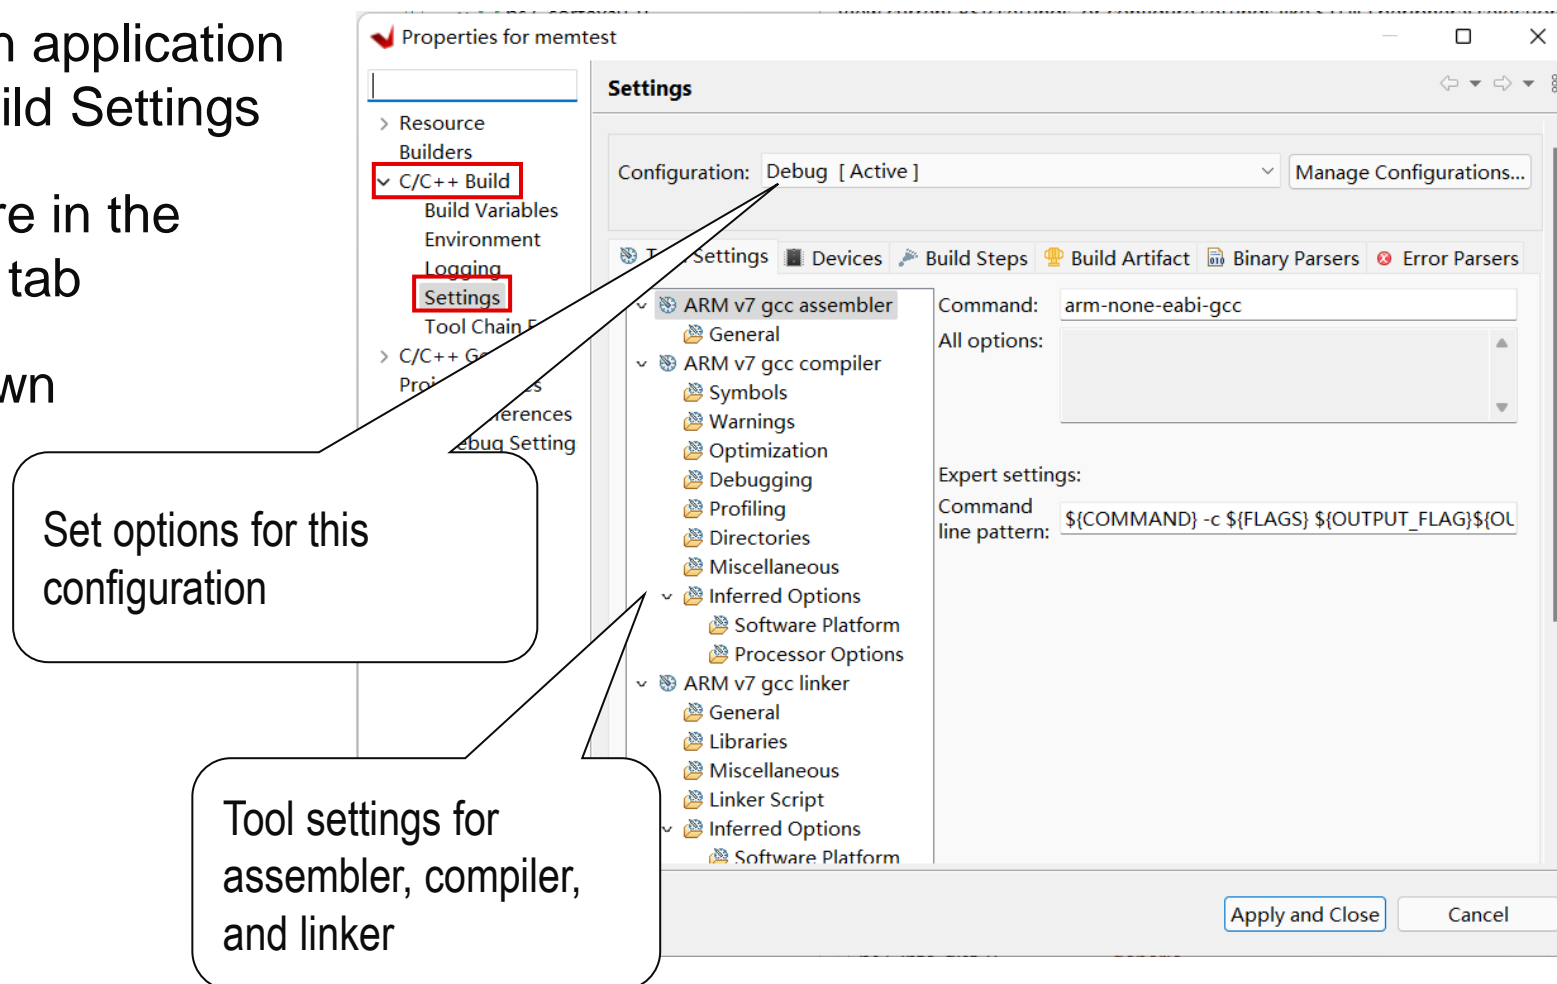 n application
ild Settings
re in the
tab
wn
Properties for memtest
Resource
Builders
C/C++ Build
Build Variables
Environment
Logging
Settings
Tool Chain
C/C++
Settings
Configuration:
Debug [ Active ]
Manage Configurations...
Settings
Devices
Build Steps
Build Artifact
Binary Parsers
Error Parsers
ARM v7 gcc assembler
General
ARM v7 gcc compiler
Symbols
Warnings
Optimization
Debugging
Profiling
Directories
Miscellaneous
Inferred Options
Software Platform
Processor Options
ARM v7 gcc linker
General
Libraries
Miscellaneous
Linker Script
Inferred Options
Software Platform
Command:
arm-none-eabi-gcc
All options:
Expert settings:
Command
line pattern:
${COMMAND} -c ${FLAGS} ${OUTPUT_FLAG}${OU
Set options for this
configuration
Tool settings for
assembler, compiler,
and linker
Apply and Close
Cancel